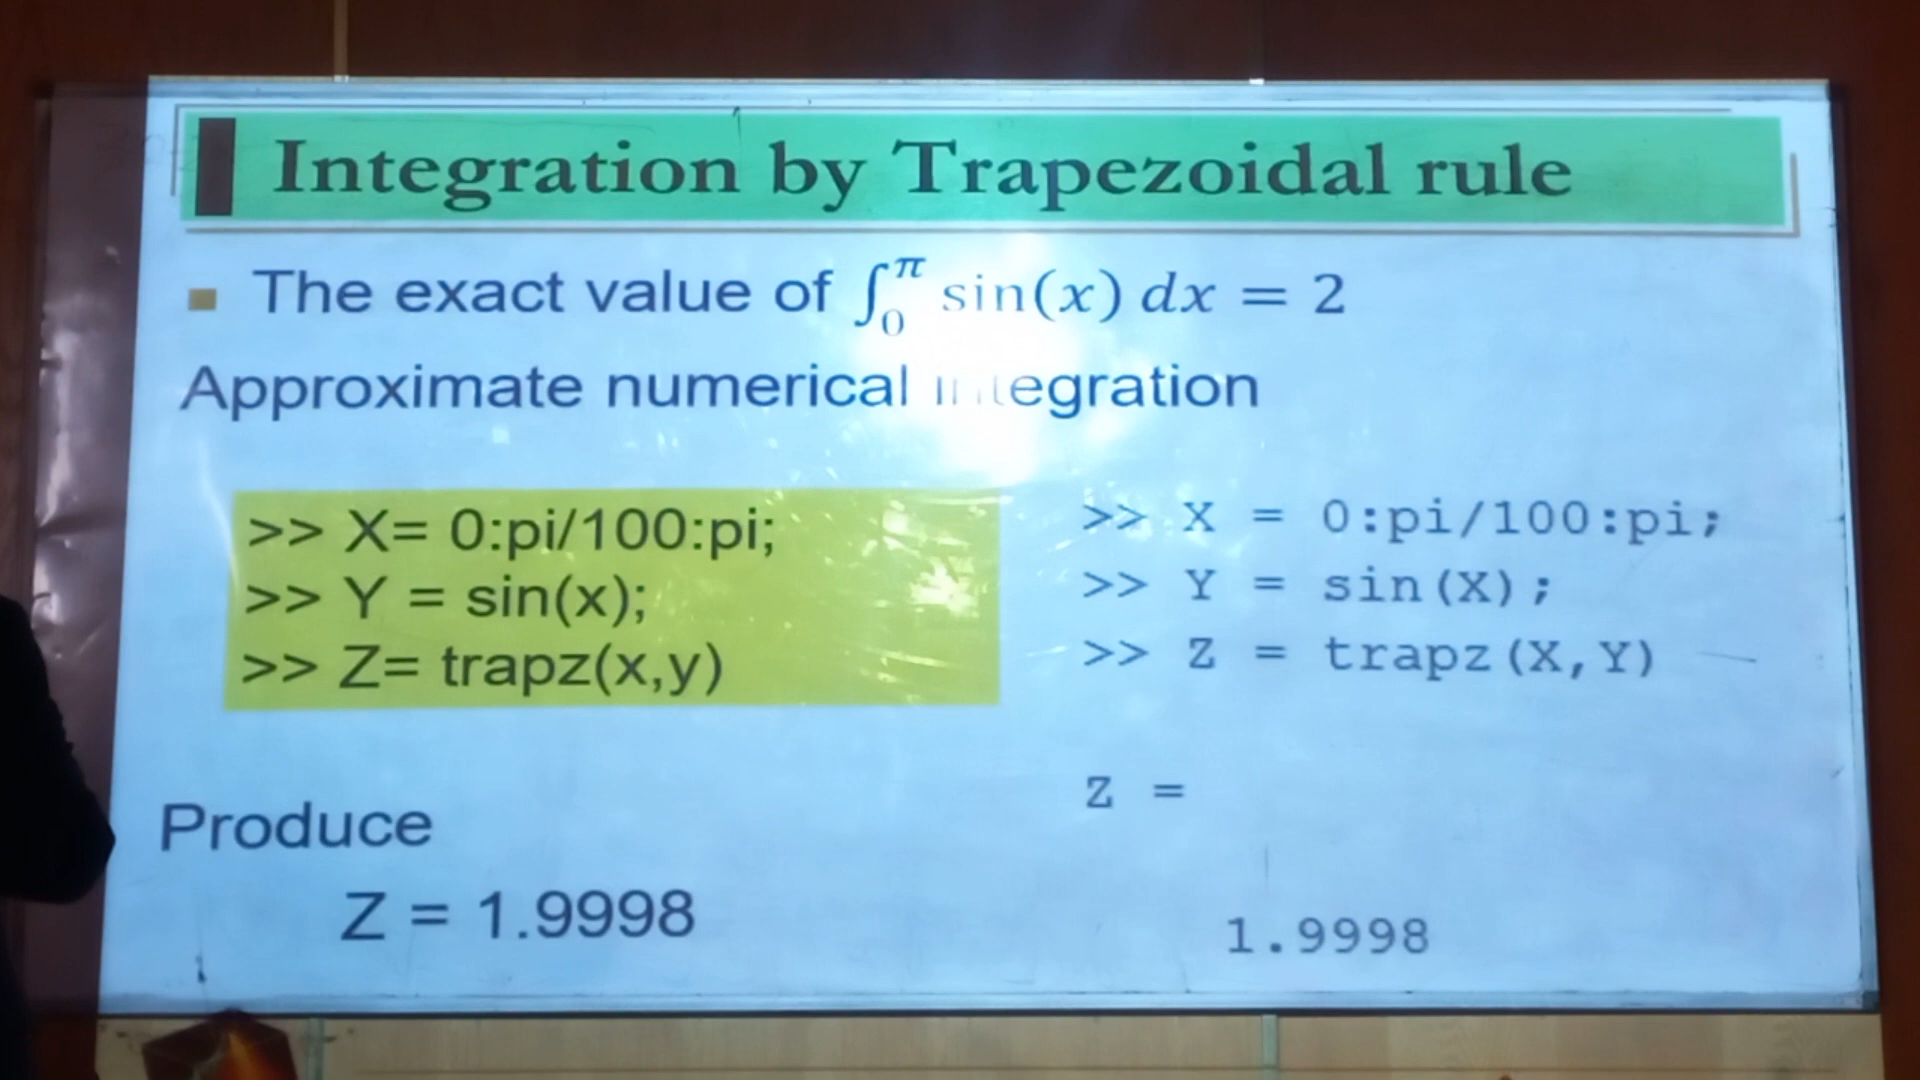 Integration by Trapezoidal rule
The exact value of ∫₀^π sin(x) dx = 2
Approximate numerical integration
>> X= 0:pi/100:pi;
>> Y = sin(x);
>> Z= trapz(x,y)
Produce
Z = 1.9998
>> X = 0:pi/100:pi;
>> Y = sin(X);
>> Z = trapz(X,Y)
Z =
1.9998